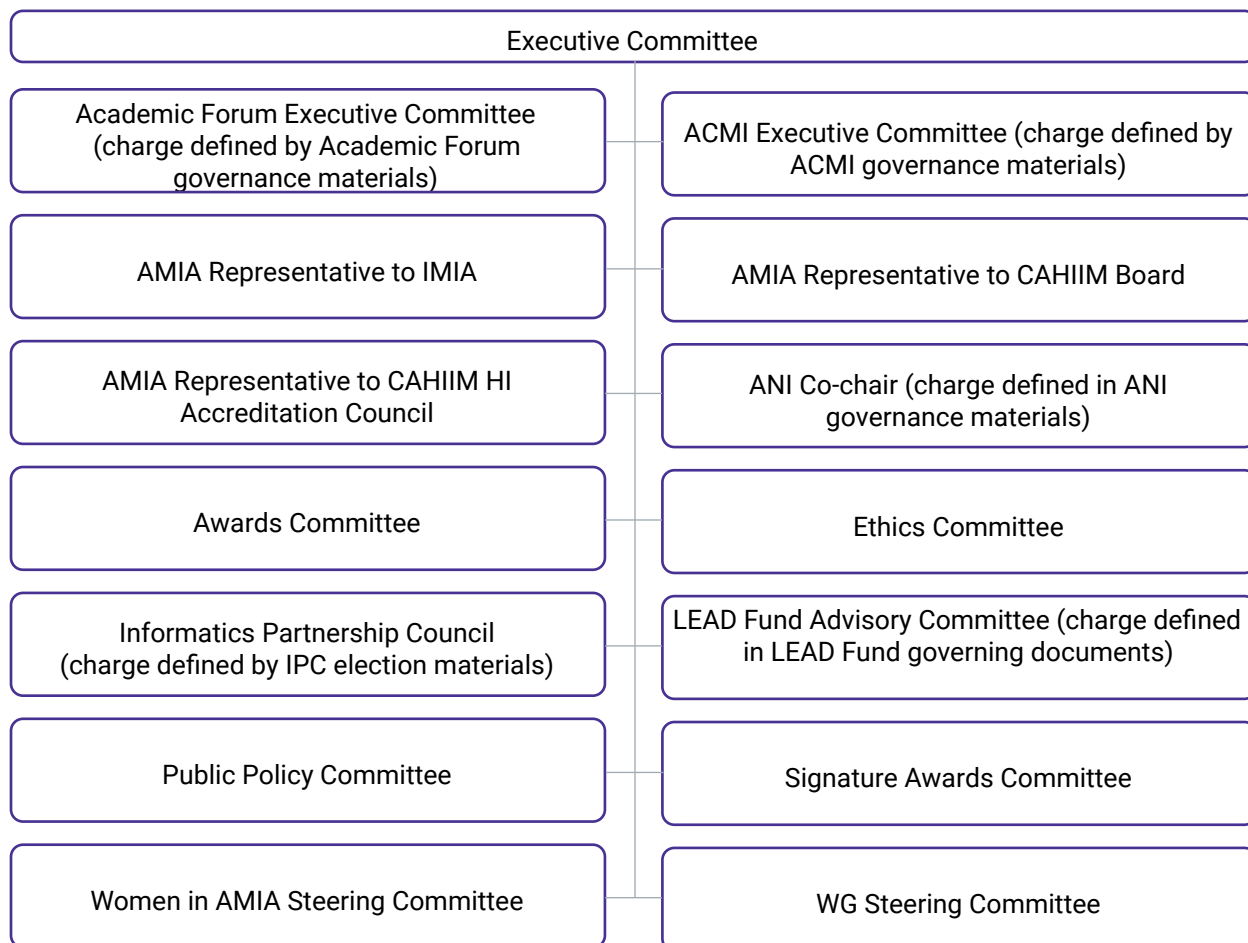 Executive Committee
Academic Forum Executive Committee
(charge defined by Academic Forum
governance materials)
ACMI Executive Committee (charge defined by
ACMI governance materials)
AMIA Representative to IMIA
AMIA Representative to CAHIIM Board
AMIA Representative to CAHIIM HI
Accreditation Council
ANI Co-chair (charge defined in ANI
governance materials)
Awards Committee
Ethics Committee
Informatics Partnership Council
(charge defined by IPC election materials)
LEAD Fund Advisory Committee (charge defined
in LEAD Fund governing documents)
Public Policy Committee
Signature Awards Committee
Women in AMIA Steering Committee
WG Steering Committee